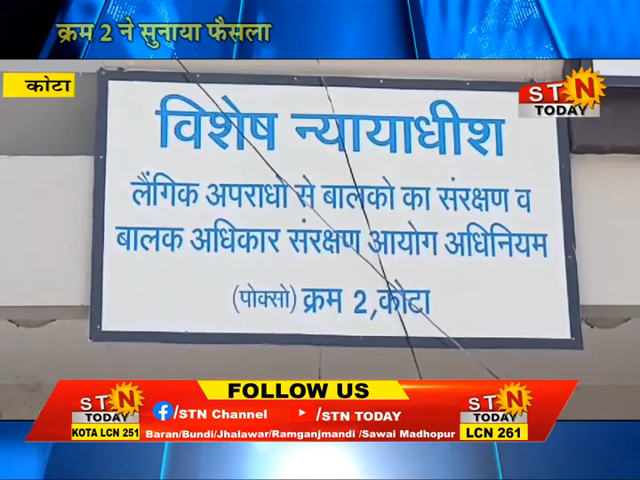 क्रम 2 ने सुनाया फैसला
कोटा
STN
TODAY
विशेष न्यायाधीश
लैंगिक अपराधो से बालको का संरक्षण व
बालक अधिकार संरक्षण आयोग अधिनियम
(पोक्सो) क्रम 2,कोटा
FOLLOW US
STN
TODAY
KOTA LCN 251
/STN Channel
/STN TODAY
Baran/Bundi/Jhalawar/Ramganjmandi /Sawai Madhopur
STN
TODAY
LCN 261